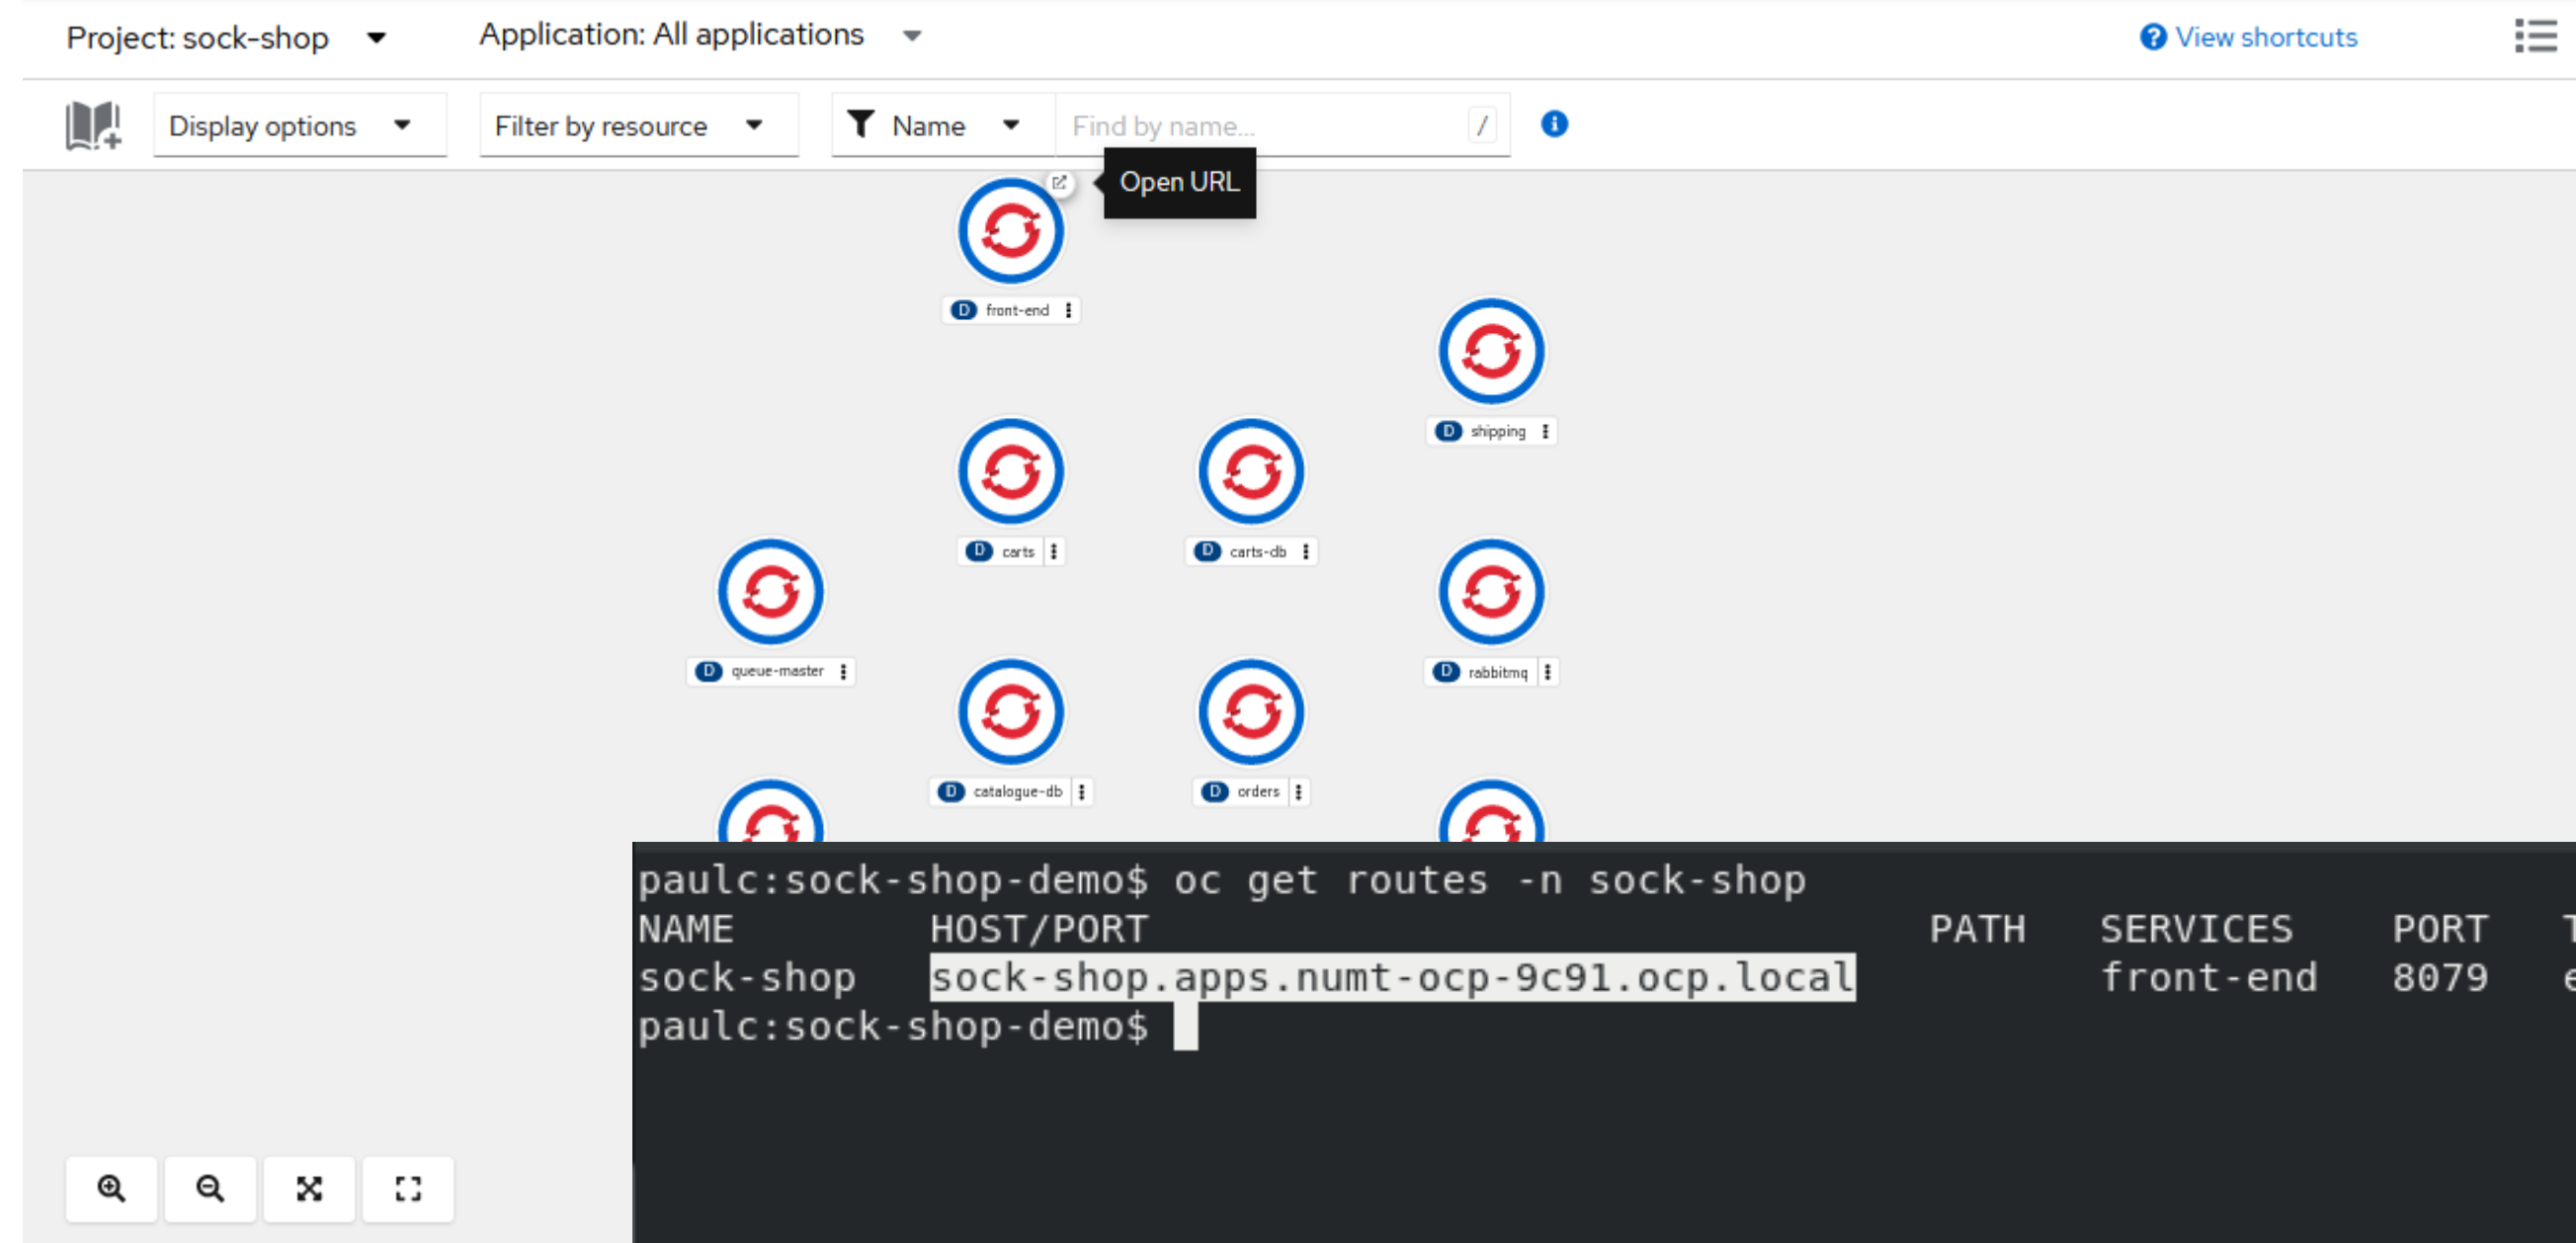 Project: sock-shop
Application: All applications
? View shortcuts
Display options
Filter by resource
Name
Find by name...
/
i
Open URL
D front-end
D shipping
D carts
D carts-db
D queue-master
D rabbitmq
D catalogue-db
D orders
paulc:sock-shop-demo$ oc get routes -n sock-shop
NAME HOST/PORT PATH SERVICES PORT T
sock-shop sock-shop.apps.numt-ocp-9c91.ocp.local front-end 8079 e
paulc:sock-shop-demo$